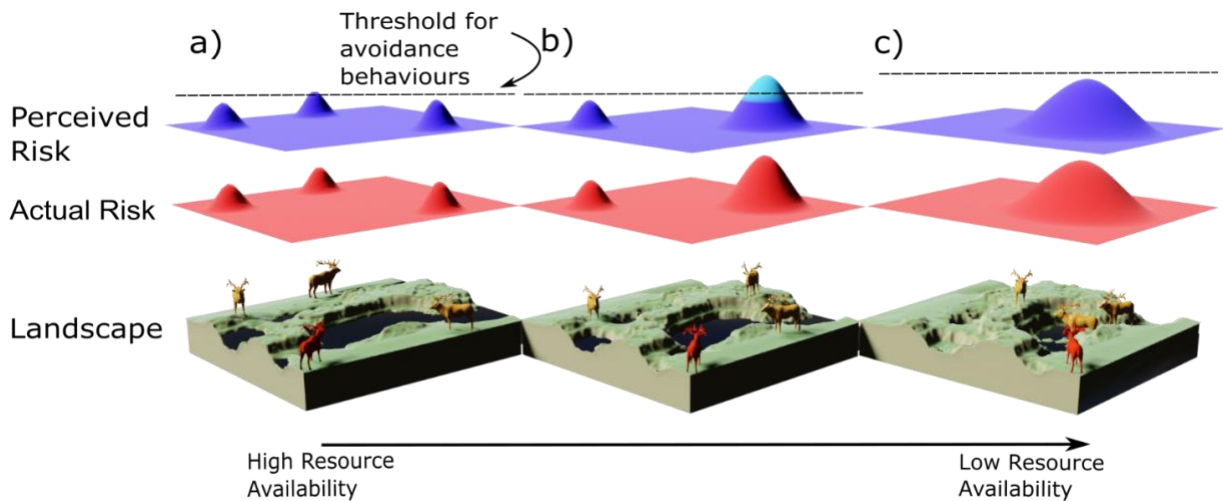 a)
Threshold for
avoidance
behaviours
b)
c)
Perceived
Risk
Actual Risk
Landscape
High Resource
Availability
Low Resource
Availability